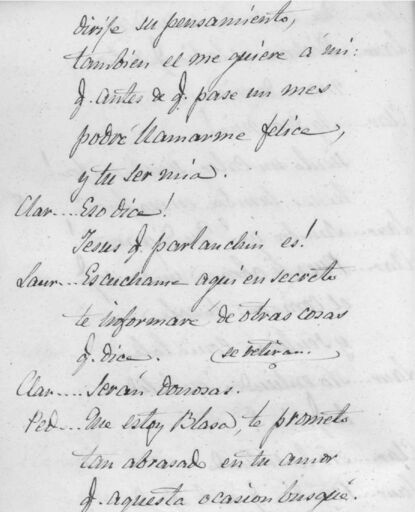 dirije su pensamiento,
tambien el me quiere á mi:
q. antes de q. pase un mes
podré llamarme felice,
y tu ser mia.
Clar.... Eso dice!
Jesus q. parlanchin es!
Laur... Escuchame aqui en secreto
te informaré de otras cosas
q. dice. (se retiran.
Clar.... Serán donosas.
Ped.... Que estoy Blasa, te prometo
tan abrasado en tu amor
q. aquesta ocasion busqué.